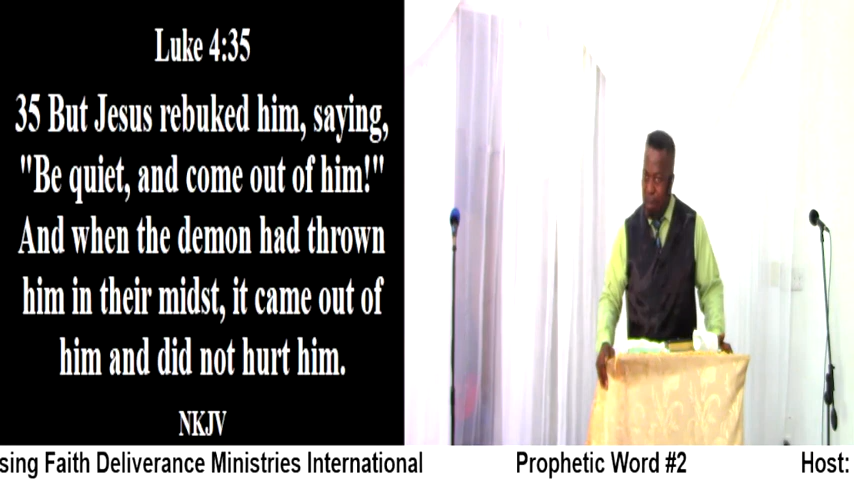 Luke 4:35
35 But Jesus rebuked him, saying,
"Be quiet, and come out of him!"
And when the demon had thrown
him in their midst, it came out of
him and did not hurt him.
NKJV
sing Faith Deliverance Ministries International Prophetic Word #2 Host: